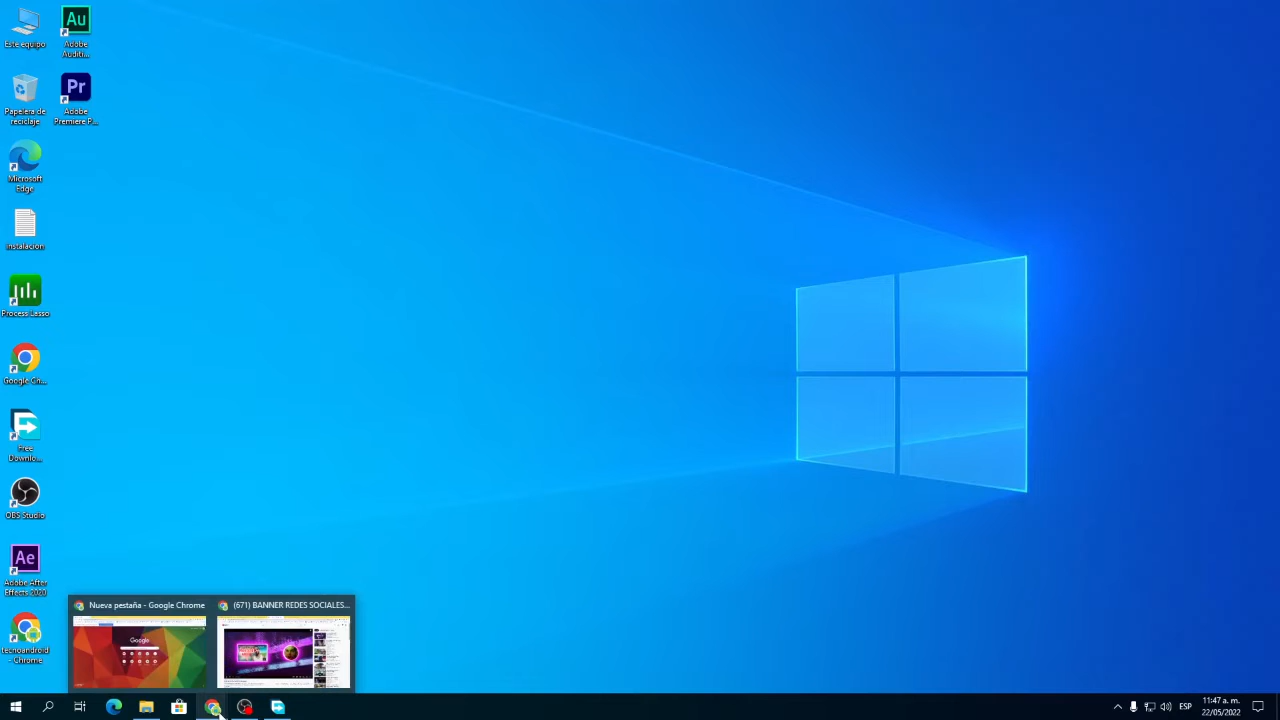 Au
Este equipo
Adobe
Auditi...
Pr
Papelera de
reciclaje
Adobe
Premiere P...
Microsoft
Edge
instalacion
Process Lasso
Google Ch...
Free
Downlo...
OBS Studio
Ae
Adobe After
Effects 2020
tecnoandroid
- Chrome
Nueva pestaña - Google Chrome
(671) BANNER REDES SOCIALES...
Google
ESP
11:47 a. m.
22/05/2022